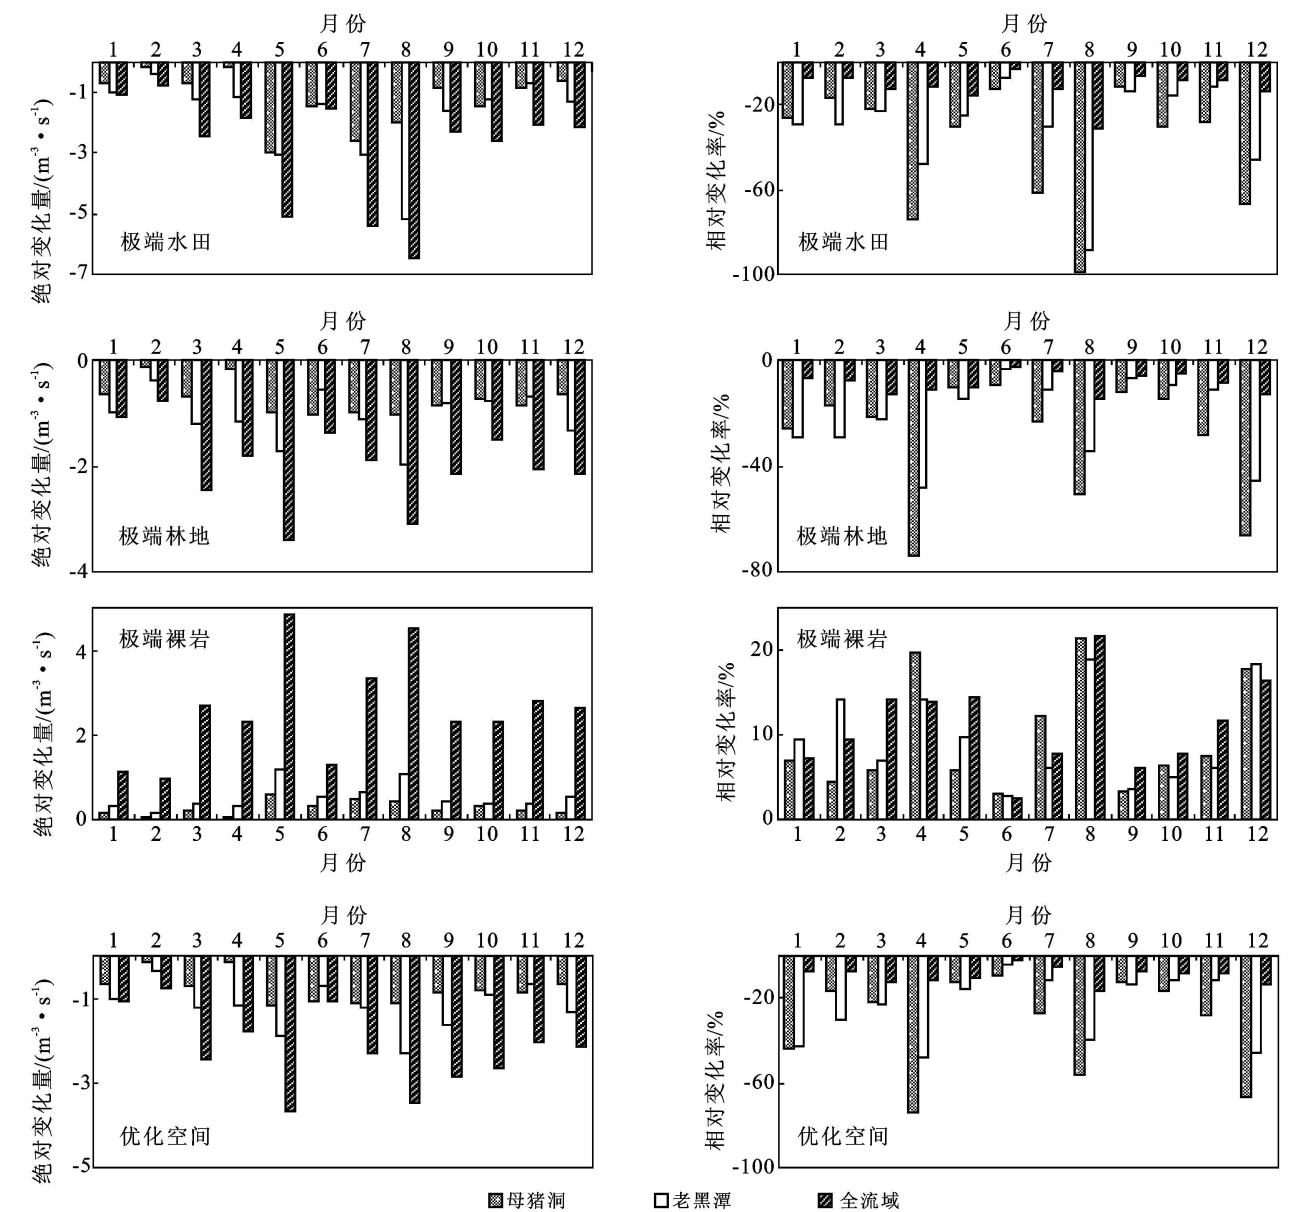 月份
1 2 3 4 5 6 7 8 9 10 11 12
-1
-3
-5
-7
绝对变化量/(m⁻³•s⁻¹)
极端水田
月份
1 2 3 4 5 6 7 8 9 10 11 12
-20
-60
-100
相对变化率/%
极端水田
月份
1 2 3 4 5 6 7 8 9 10 11 12
0
-2
-4
绝对变化量/(m⁻³•s⁻¹)
极端林地
月份
1 2 3 4 5 6 7 8 9 10 11 12
0
-40
-80
相对变化率/%
极端林地
极端裸岩
4
2
0
绝对变化量/(m⁻³•s⁻¹)
1 2 3 4 5 6 7 8 9 10 11 12
月份
极端裸岩
20
10
0
相对变化率/%
1 2 3 4 5 6 7 8 9 10 11 12
月份
月份
1 2 3 4 5 6 7 8 9 10 11 12
-1
-3
-5
绝对变化量/(m⁻³•s⁻¹)
优化空间
月份
1 2 3 4 5 6 7 8 9 10 11 12
-20
-60
-100
相对变化率/%
优化空间
母猪洞 老黑潭 全流域